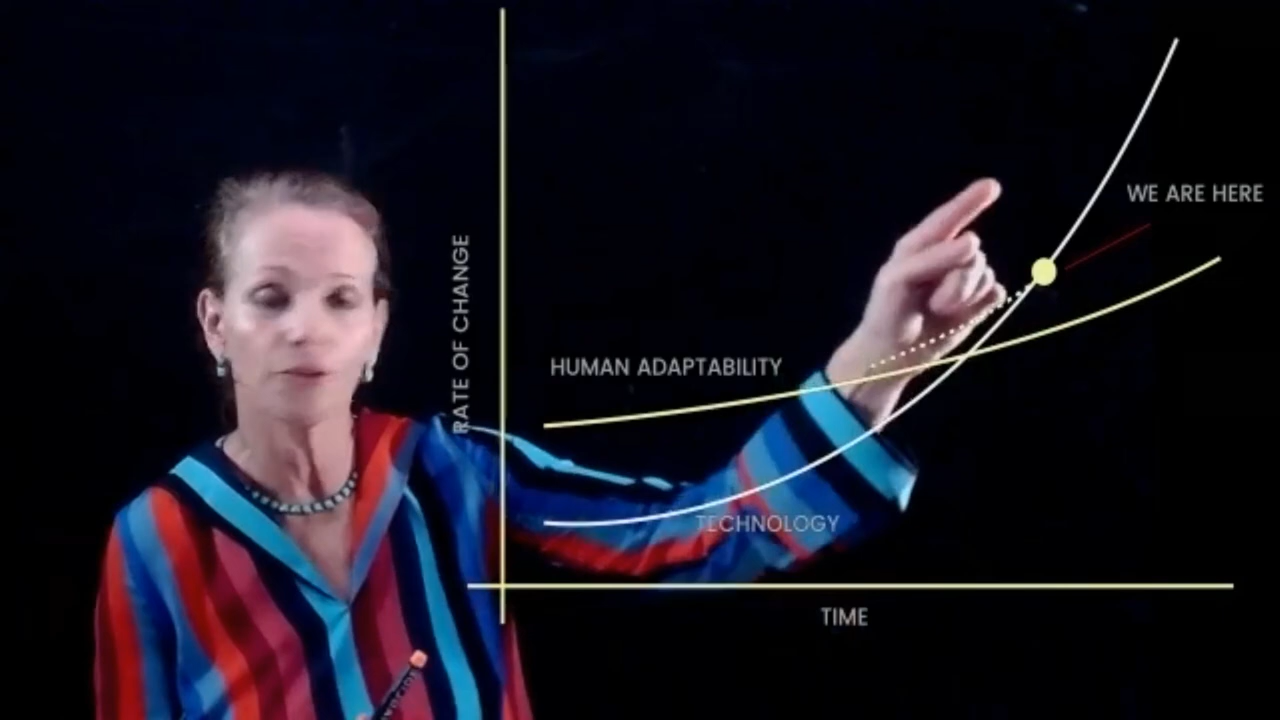 RATE OF CHANGE
WE ARE HERE
HUMAN ADAPTABILITY
TECHNOLOGY
TIME